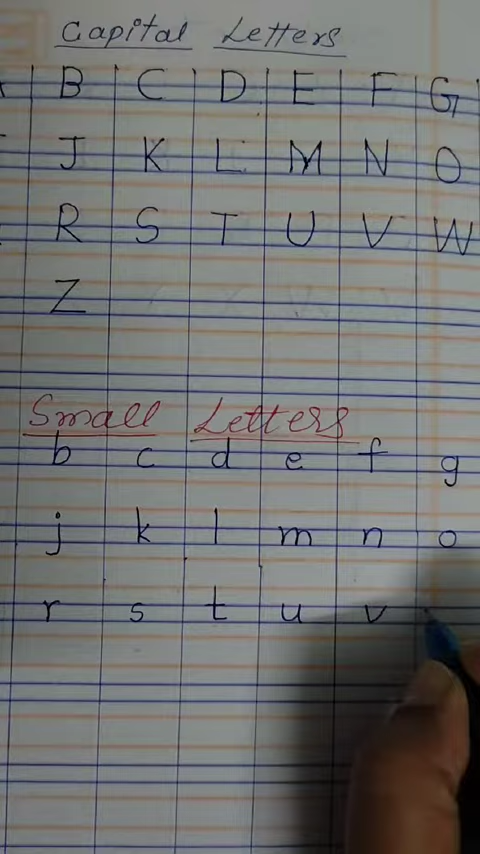 Capital Letters
B C D E F G
J K L M N O
R S T U V W
Z
Small Letters
b c d e f g
j k l m n o
r s t u v